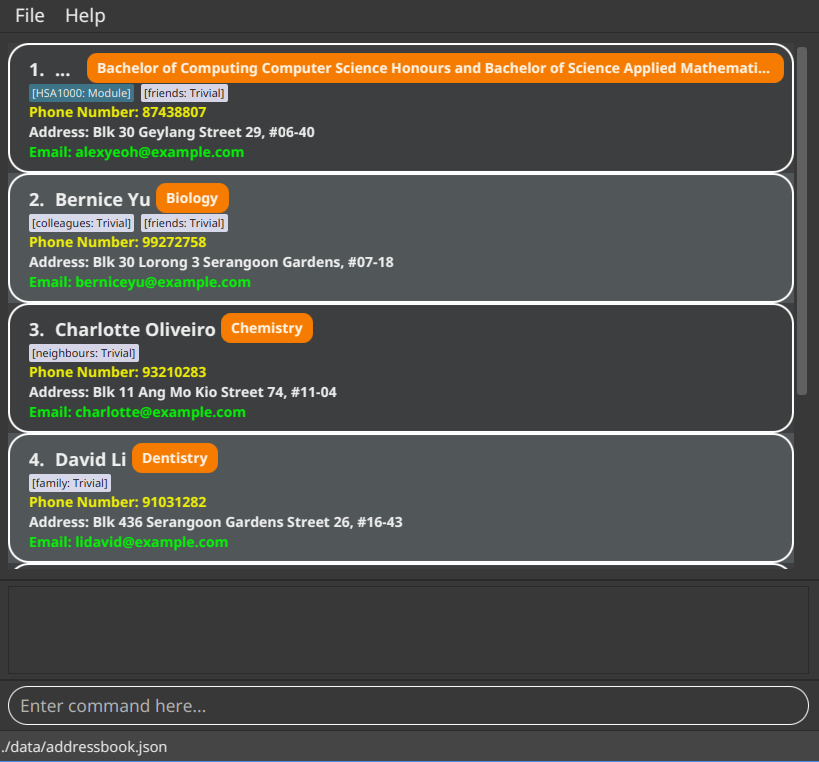 File Help
1. ... Bachelor of Computing Computer Science Honours and Bachelor of Science Applied Mathemati...
[HSA1000: Module] [friends: Trivial]
Phone Number: 87438807
Address: Blk 30 Geylang Street 29, #06-40
Email: alexyeoh@example.com
2. Bernice Yu Biology
[colleagues: Trivial] [friends: Trivial]
Phone Number: 99272758
Address: Blk 30 Lorong 3 Serangoon Gardens, #07-18
Email: berniceyu@example.com
3. Charlotte Oliveiro Chemistry
[neighbours: Trivial]
Phone Number: 93210283
Address: Blk 11 Ang Mo Kio Street 74, #11-04
Email: charlotte@example.com
4. David Li Dentistry
[family: Trivial]
Phone Number: 91031282
Address: Blk 436 Serangoon Gardens Street 26, #16-43
Email: lidavid@example.com
Enter command here...
./data/addressbook.json